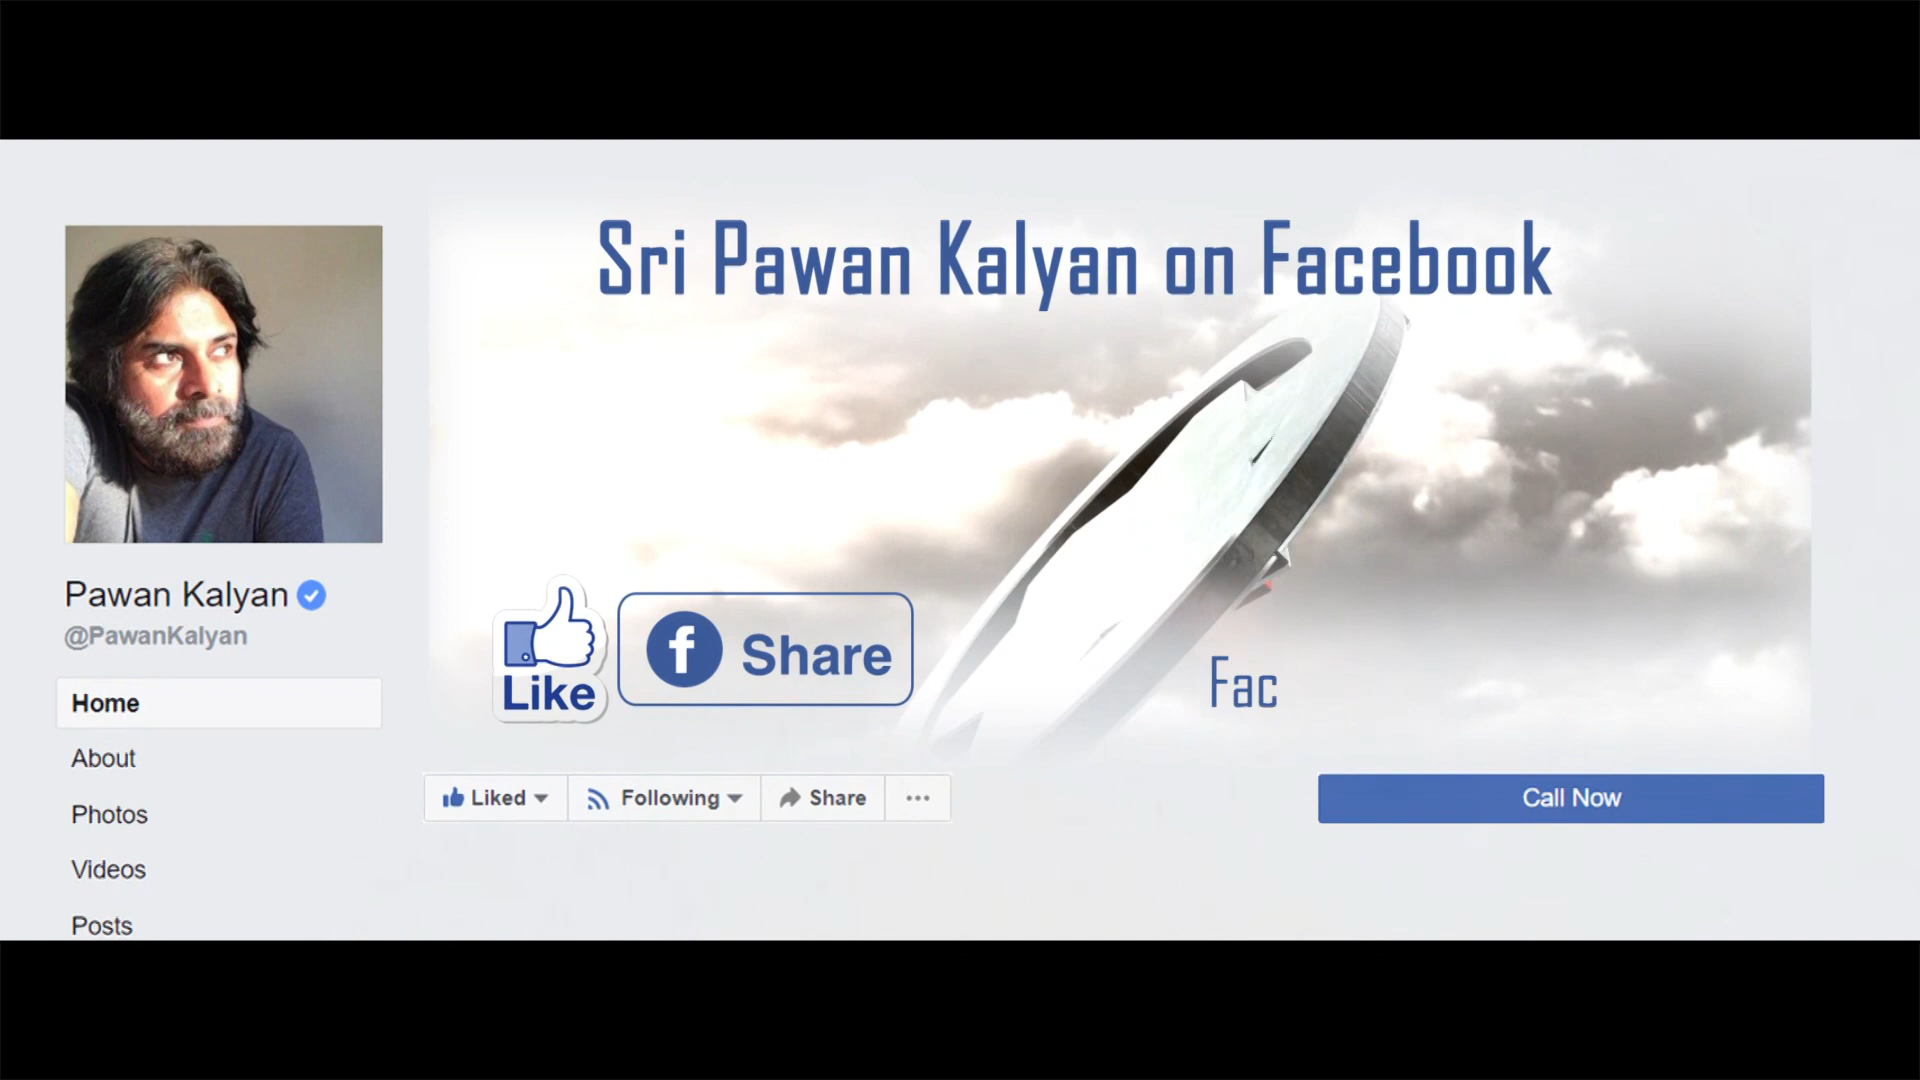 Sri Pawan Kalyan on Facebook
Pawan Kalyan
@PawanKalyan
Home
About
Photos
Videos
Posts
Like
f Share
Fac
Liked
Following
Share
Call Now